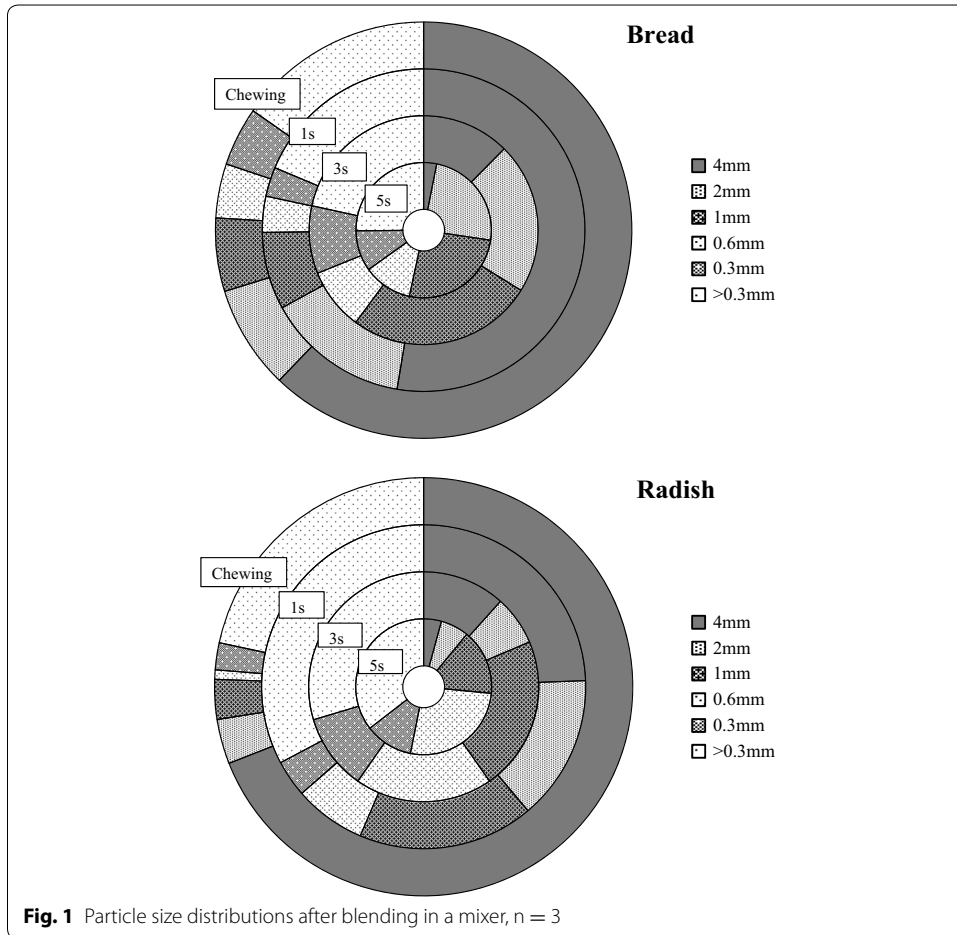 Bread
Chewing
1s
3s
5s
4mm
2mm
1mm
0.6mm
0.3mm
>0.3mm
Radish
Chewing
1s
3s
5s
4mm
2mm
1mm
0.6mm
0.3mm
>0.3mm
Fig. 1 Particle size distributions after blending in a mixer, n = 3